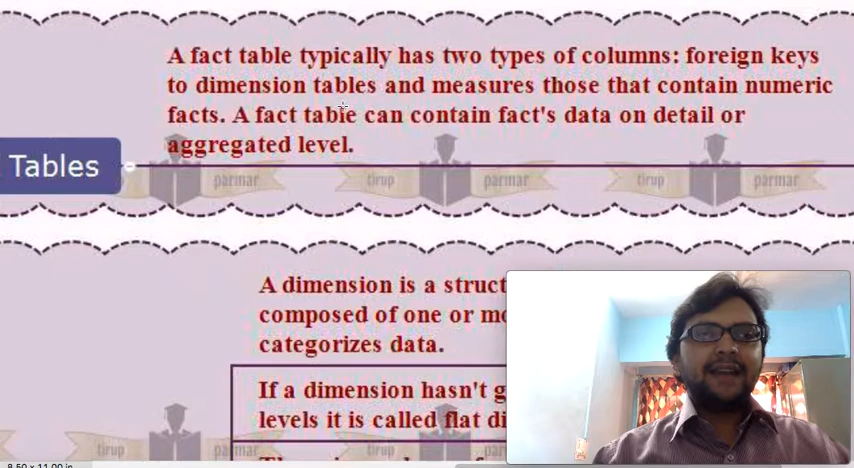 A fact table typically has two types of columns: foreign keys
to dimension tables and measures those that contain numeric
facts. A fact table can contain fact's data on detail or
aggregated level.
Tables
tirup parmar
tirup parmar
parmar
A dimension is a struct
composed of one or mo
categorizes data.
If a dimension hasn't g
levels it is called flat di
tirup parmar
tirup
8.50 x 11.00 in